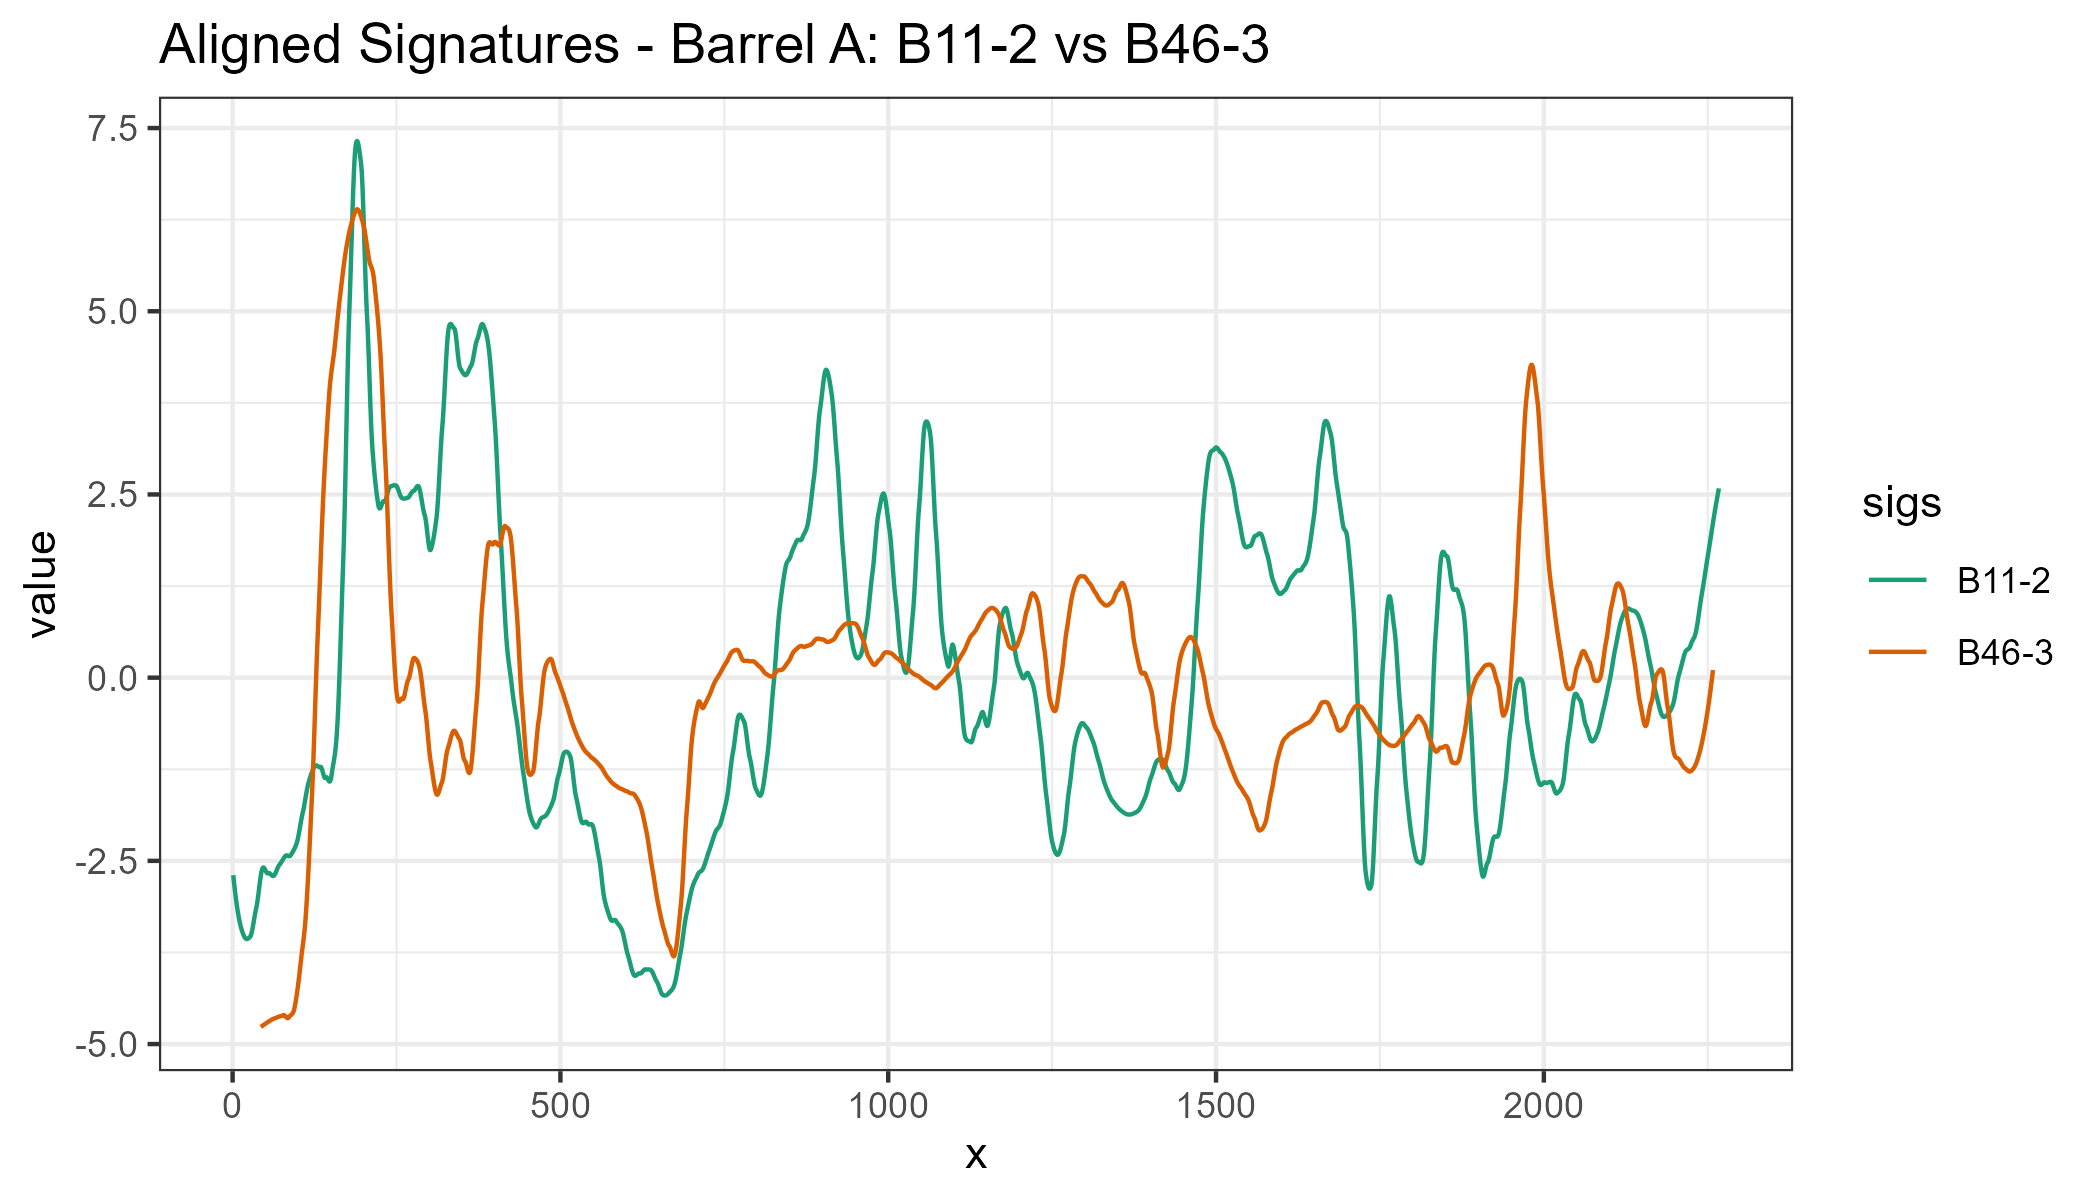 Aligned Signatures - Barrel A: B11-2 vs B46-3
7.5
5.0
2.5
0.0
-2.5
-5.0
value
0 500 1000 1500 2000
x
sigs
B11-2
B46-3